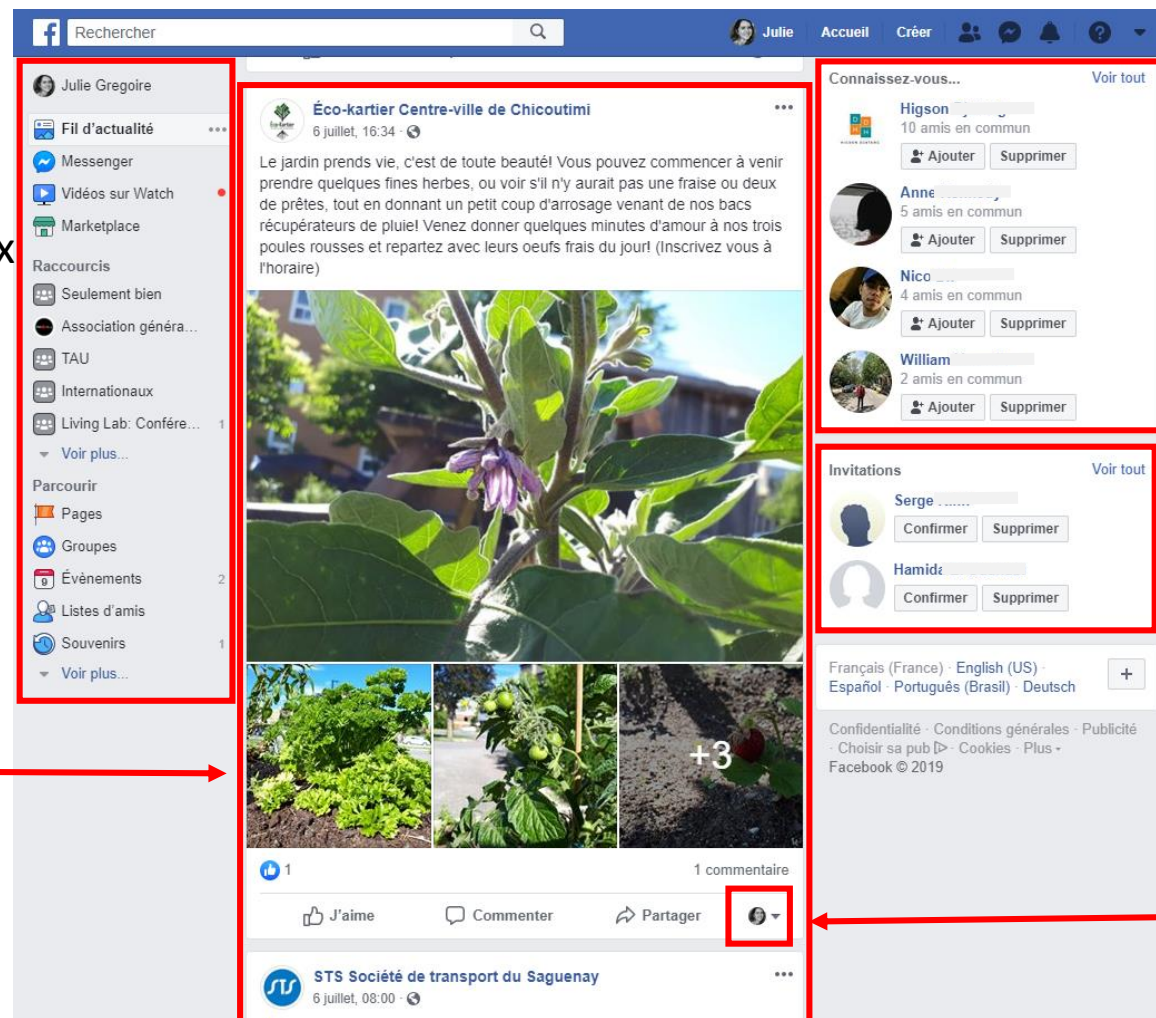 Rechercher
Julie Accueil Créer
x
Julie Gregoire
Fil d'actualité
Messenger
Vidéos sur Watch
Marketplace
Raccourcis
Seulement bien
Association généra...
TAU
Internationaux
Living Lab: Confére... 1
Voir plus...
Parcourir
Pages
Groupes
Évènements 2
Listes d'amis
Souvenirs 1
Voir plus...
Éco-kartier Centre-ville de Chicoutimi
6 juillet, 16:34 ·
Le jardin prends vie, c'est de toute beauté! Vous pouvez commencer à venir
prendre quelques fines herbes, ou voir s'il n'y aurait pas une fraise ou deux
de prêtes, tout en donnant un petit coup d'arrosage venant de nos bacs
récupérateurs de pluie! Venez donner quelques minutes d'amour à nos trois
poules rousses et repartez avec leurs oeufs frais du jour! (Inscrivez vous à
l'horaire)
+3
1 1 commentaire
J'aime Commenter Partager
STS Société de transport du Saguenay
6 juillet, 08:00 ·
Connaissez-vous... Voir tout
Higson
10 amis en commun
Ajouter Supprimer
Anne
5 amis en commun
Ajouter Supprimer
Nico
4 amis en commun
Ajouter Supprimer
William
2 amis en commun
Ajouter Supprimer
Invitations Voir tout
Serge
Confirmer Supprimer
Hamida
Confirmer Supprimer
Français (France) · English (US) ·
Español · Português (Brasil) · Deutsch
Confidentialité · Conditions générales · Publicité
· Choisir sa pub · Cookies · Plus
Facebook © 2019